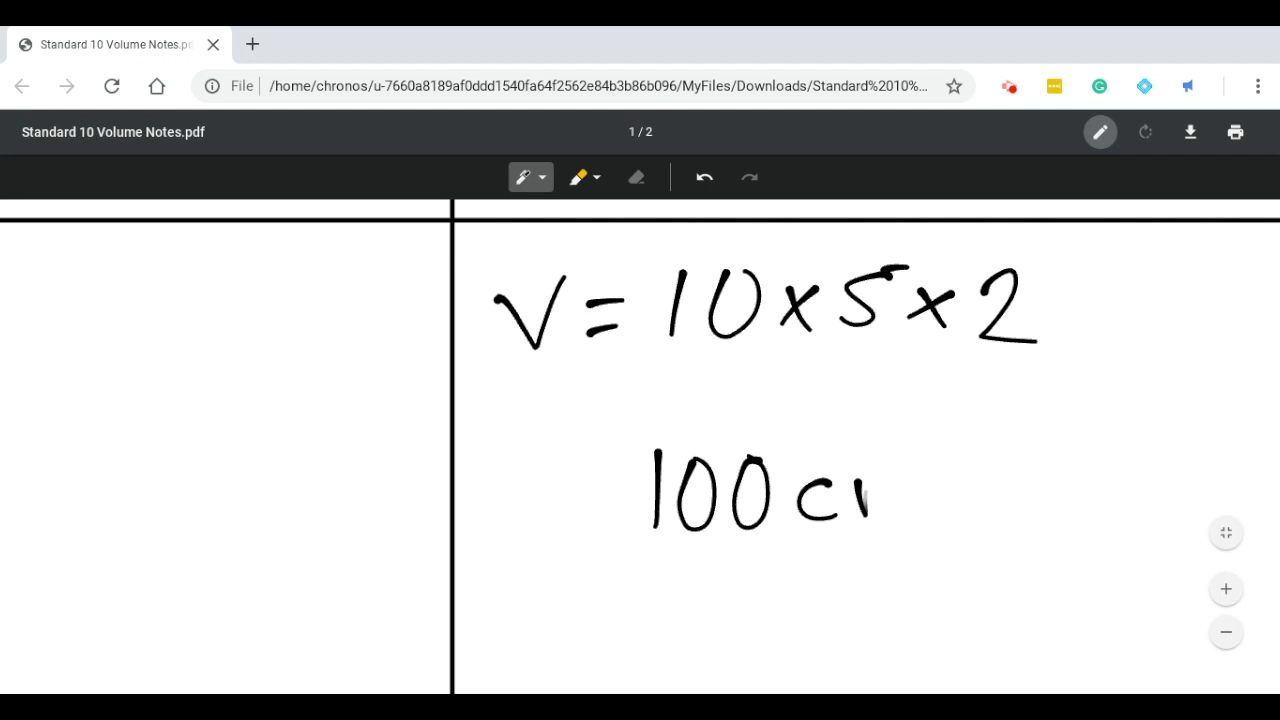 Standard 10 Volume Notes.pd
File
/home/chronos/u-7660a8189af0ddd1540fa64f2562e84b3b86b096/MyFiles/Downloads/Standard%2010%...
Standard 10 Volume Notes.pdf
1 / 2
V = 10 x 5 x 2
100 c